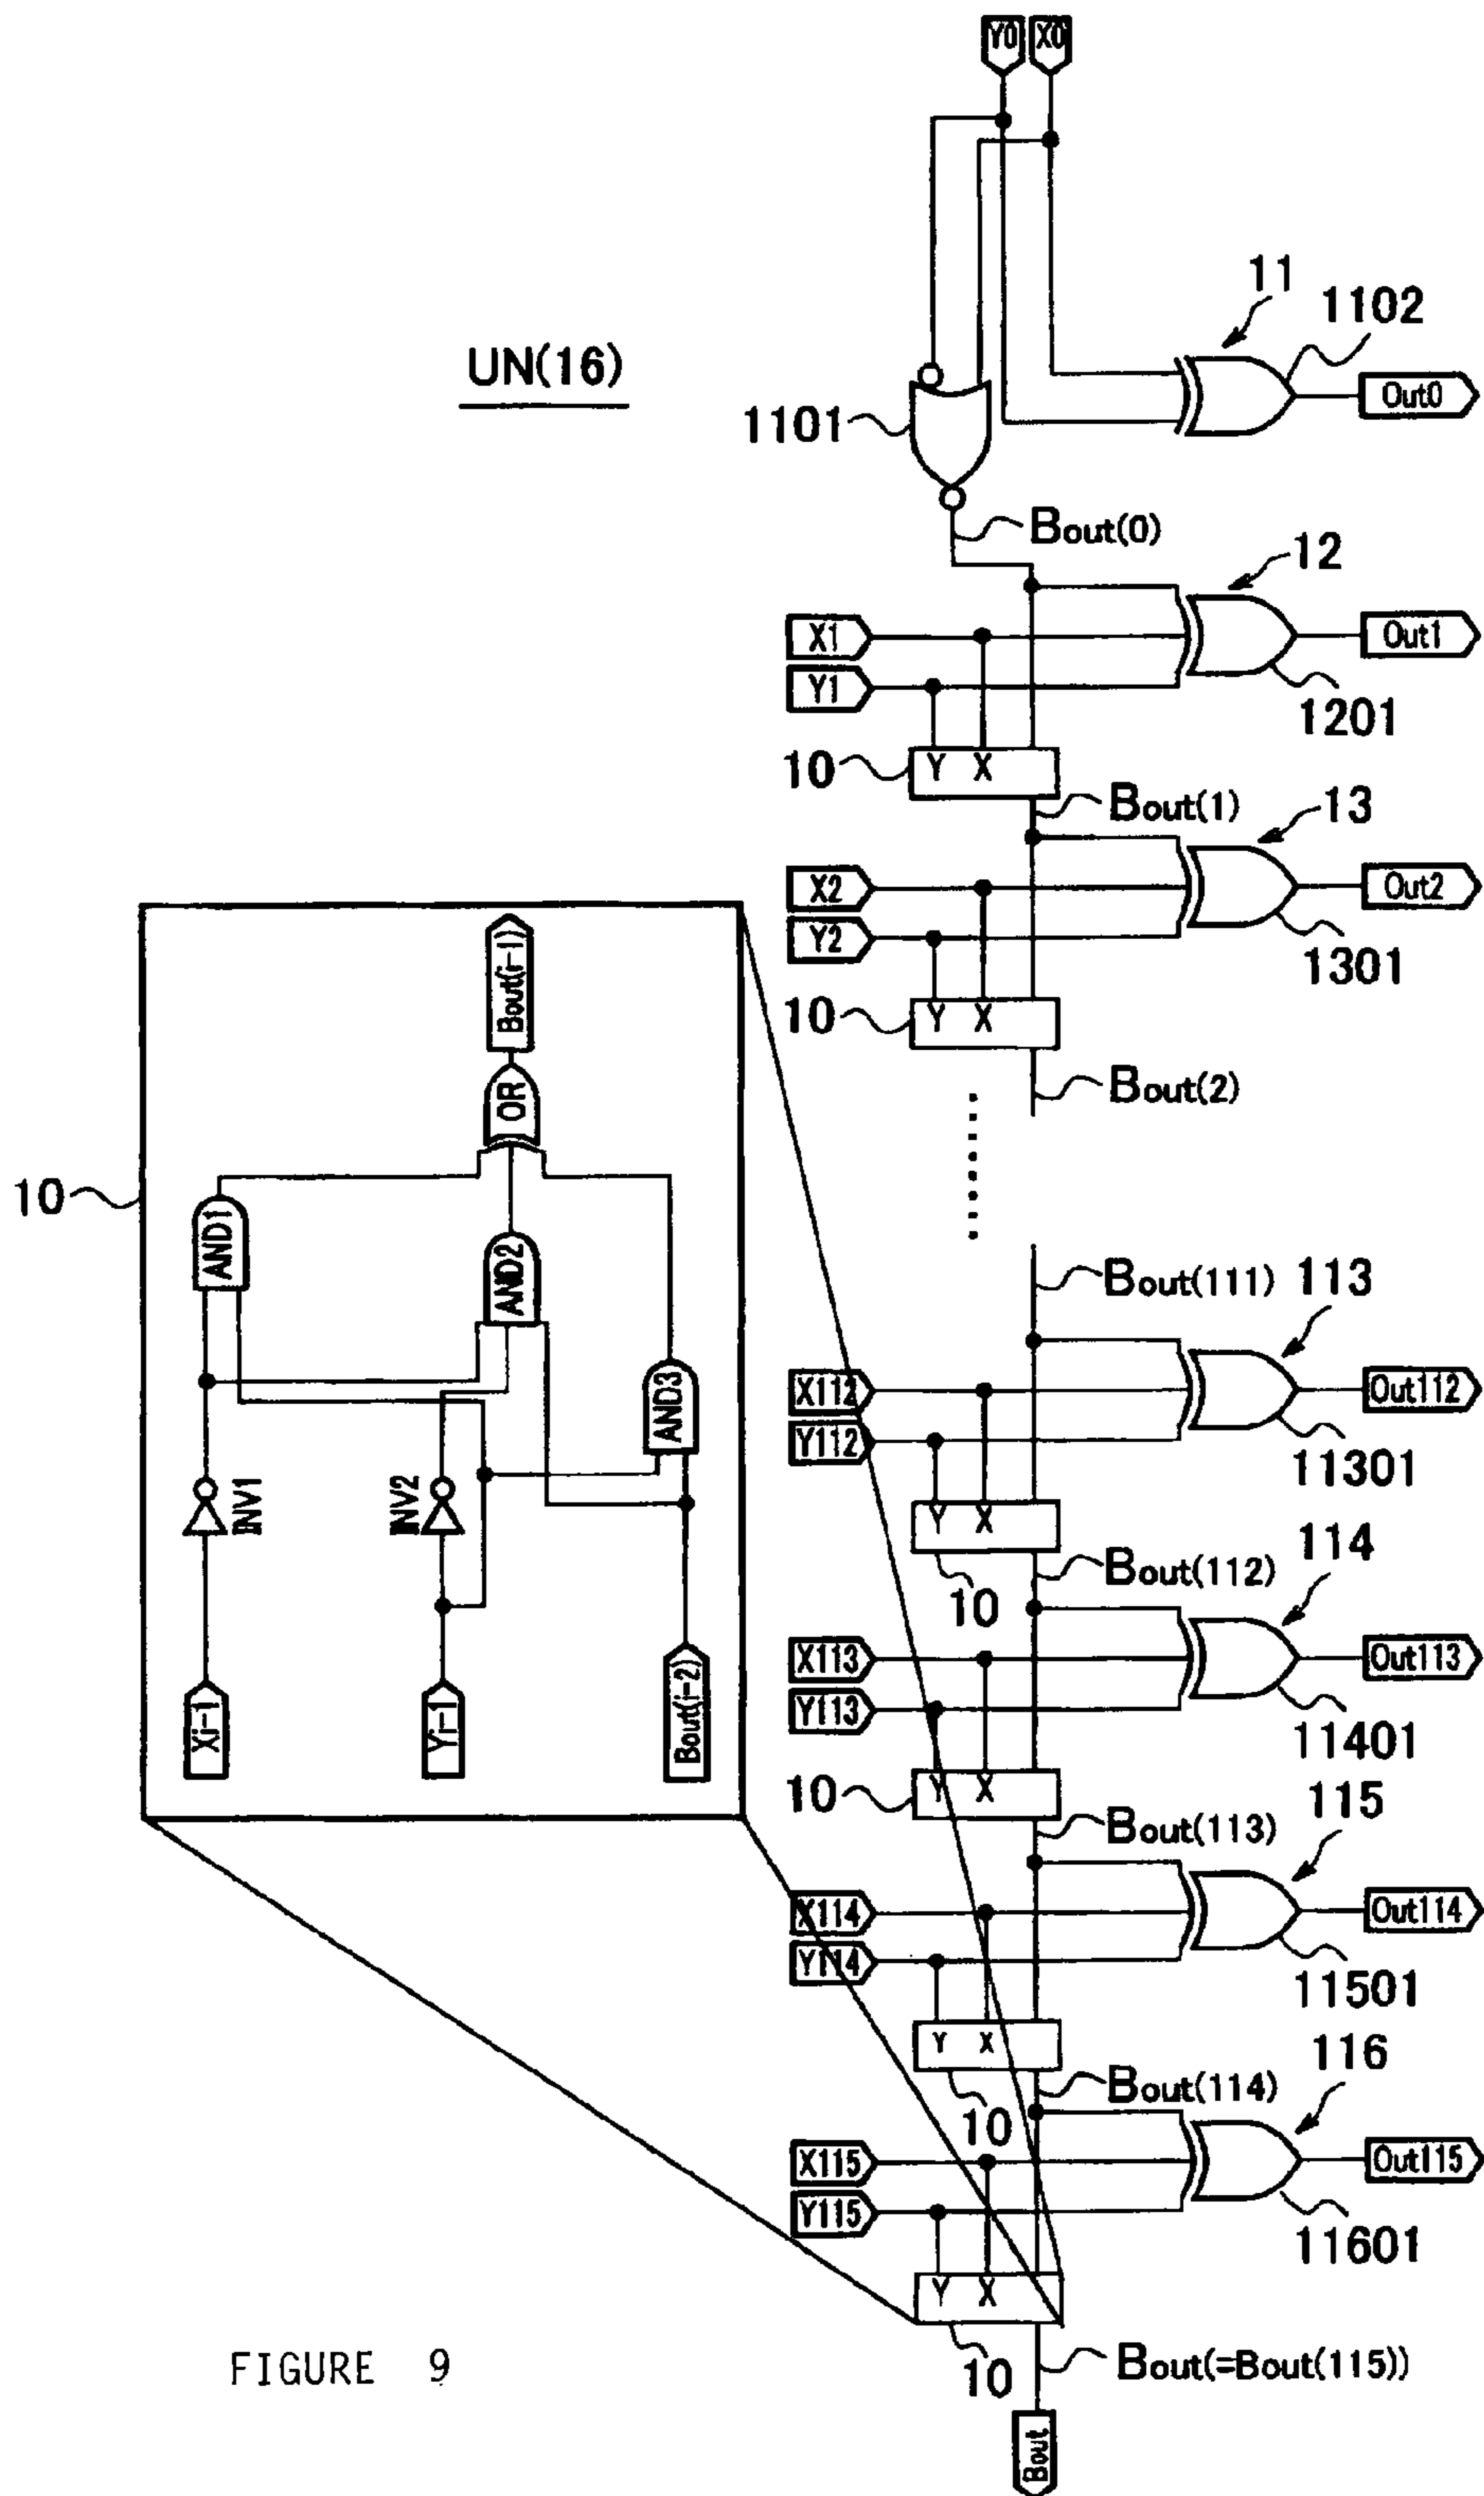 Y0 X0
11
1102
UN(16)
Out0
1101
Bout(0)
12
X1
Out1
Y1
1201
10
Y X
Bout(1)
13
X2
Out2
Y2
1301
10
Y X
Bout(2)
Bout(i-1)
OR
10
AND1
AND2
AND3
INV1
INV2
Xi-1
Yi-1
Bout(i-2)
Bout(111)
113
X112
Out112
Y112
11301
Y X
114
Bout(112)
10
X113
Out113
Y113
11401
10
Y X
115
Bout(113)
X114
Out114
Y114
11501
Y X
116
Bout(114)
10
X115
Out115
Y115
11601
Y X
FIGURE 9
10
Bout(=Bout(115))
Bout